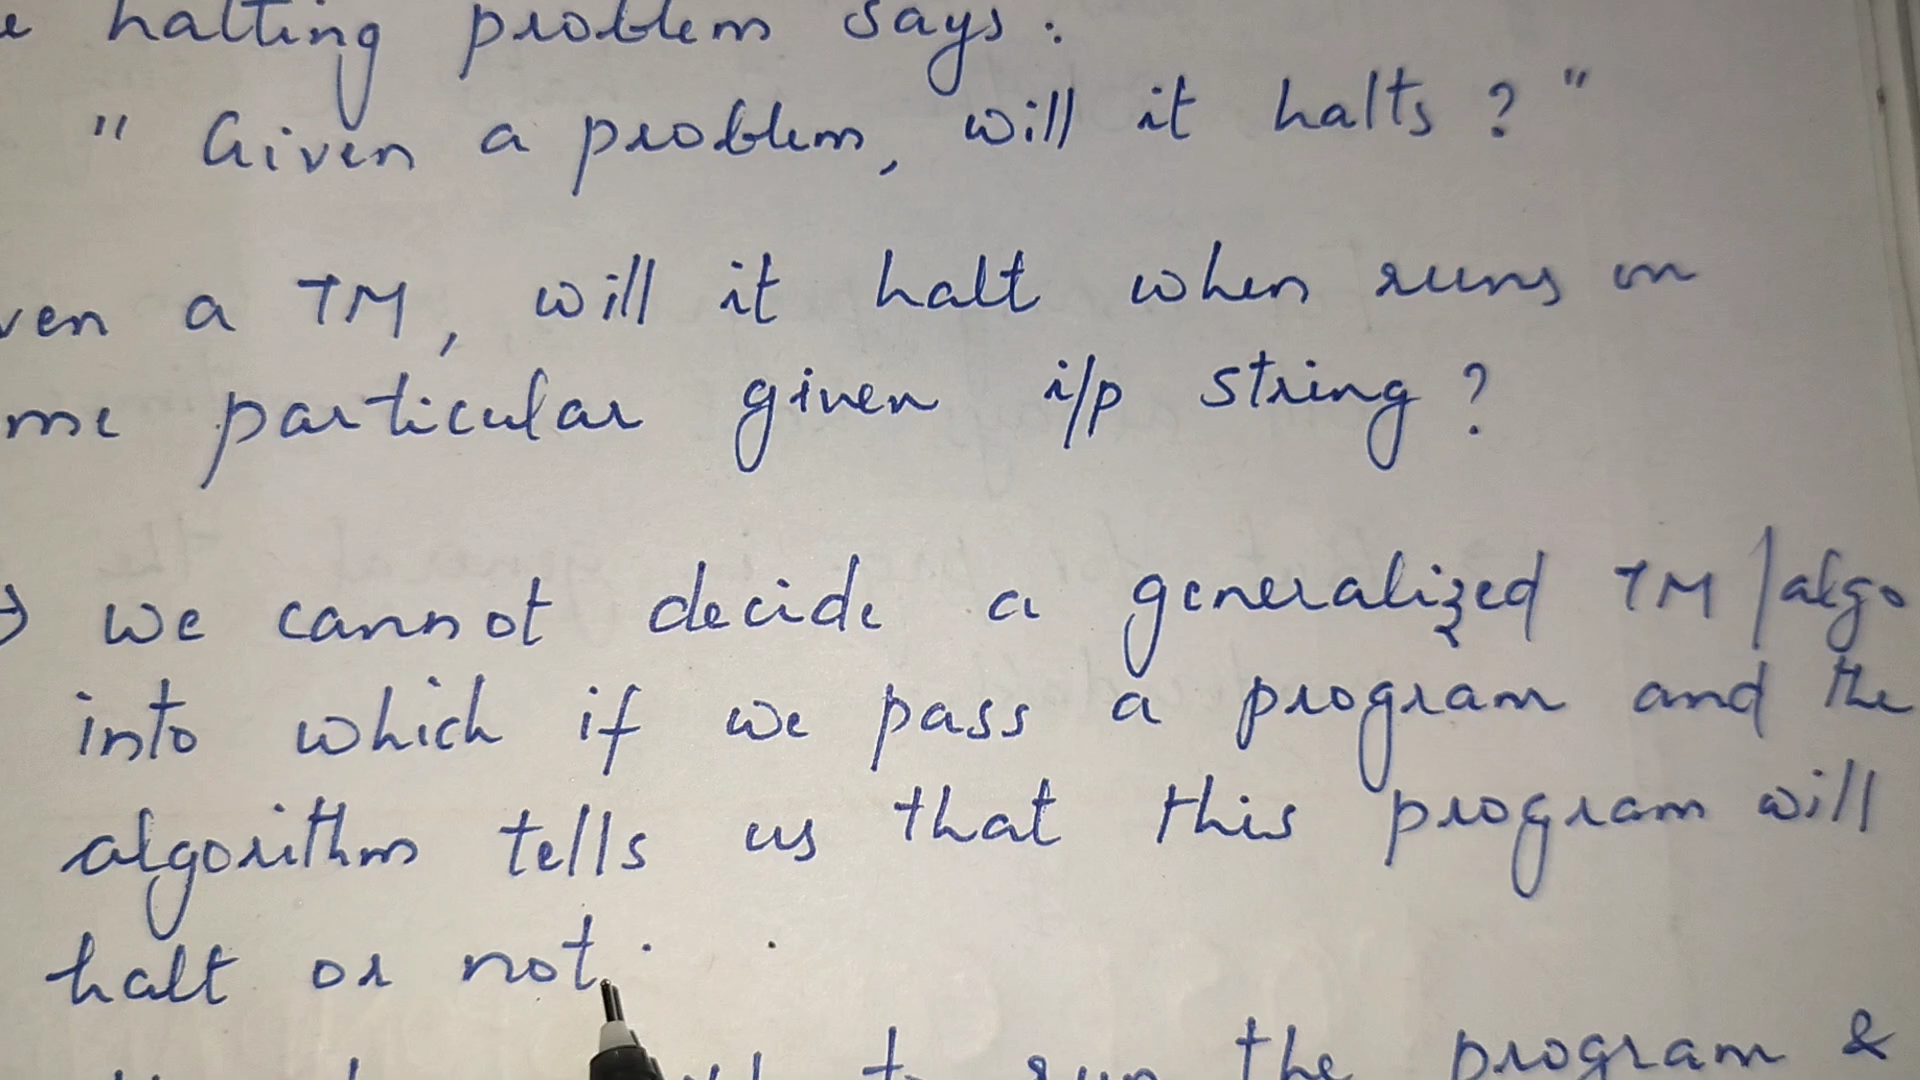 halting problem says:
" Given a problem, will it halts ? "
ven a TM, will it halt when runs on
me particular given i/p string ?
→ we cannot decide a generalized TM / algo
into which if we pass a program and the
algorithm tells us that this program will
halt or not.
run the program &